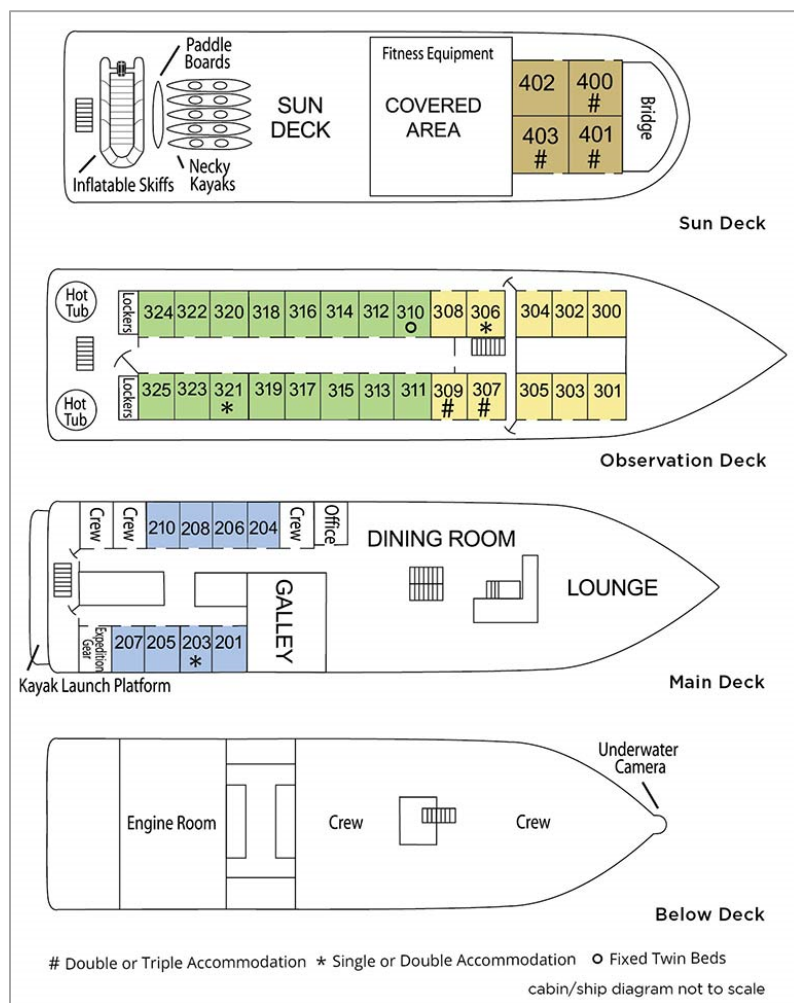 Paddle
Boards
Fitness Equipment
SUN
DECK
COVERED
AREA
402
400
#
403
#
401
#
Bridge
Inflatable Skiffs
Necky
Kayaks
Sun Deck
Hot
Tub
Lockers
324 322 320 318 316 314 312 310 308 306 304 302 300
o *
Lockers
325 323 321 319 317 315 313 311 309 307 305 303 301
* # #
Hot
Tub
Observation Deck
Crew Crew 210 208 206 204 Crew Office
DINING ROOM
LOUNGE
GALLEY
Expedition
Gear
207 205 203 201
*
Kayak Launch Platform
Main Deck
Underwater
Camera
Engine Room
Crew
Crew
Below Deck
# Double or Triple Accommodation * Single or Double Accommodation o Fixed Twin Beds
cabin/ship diagram not to scale